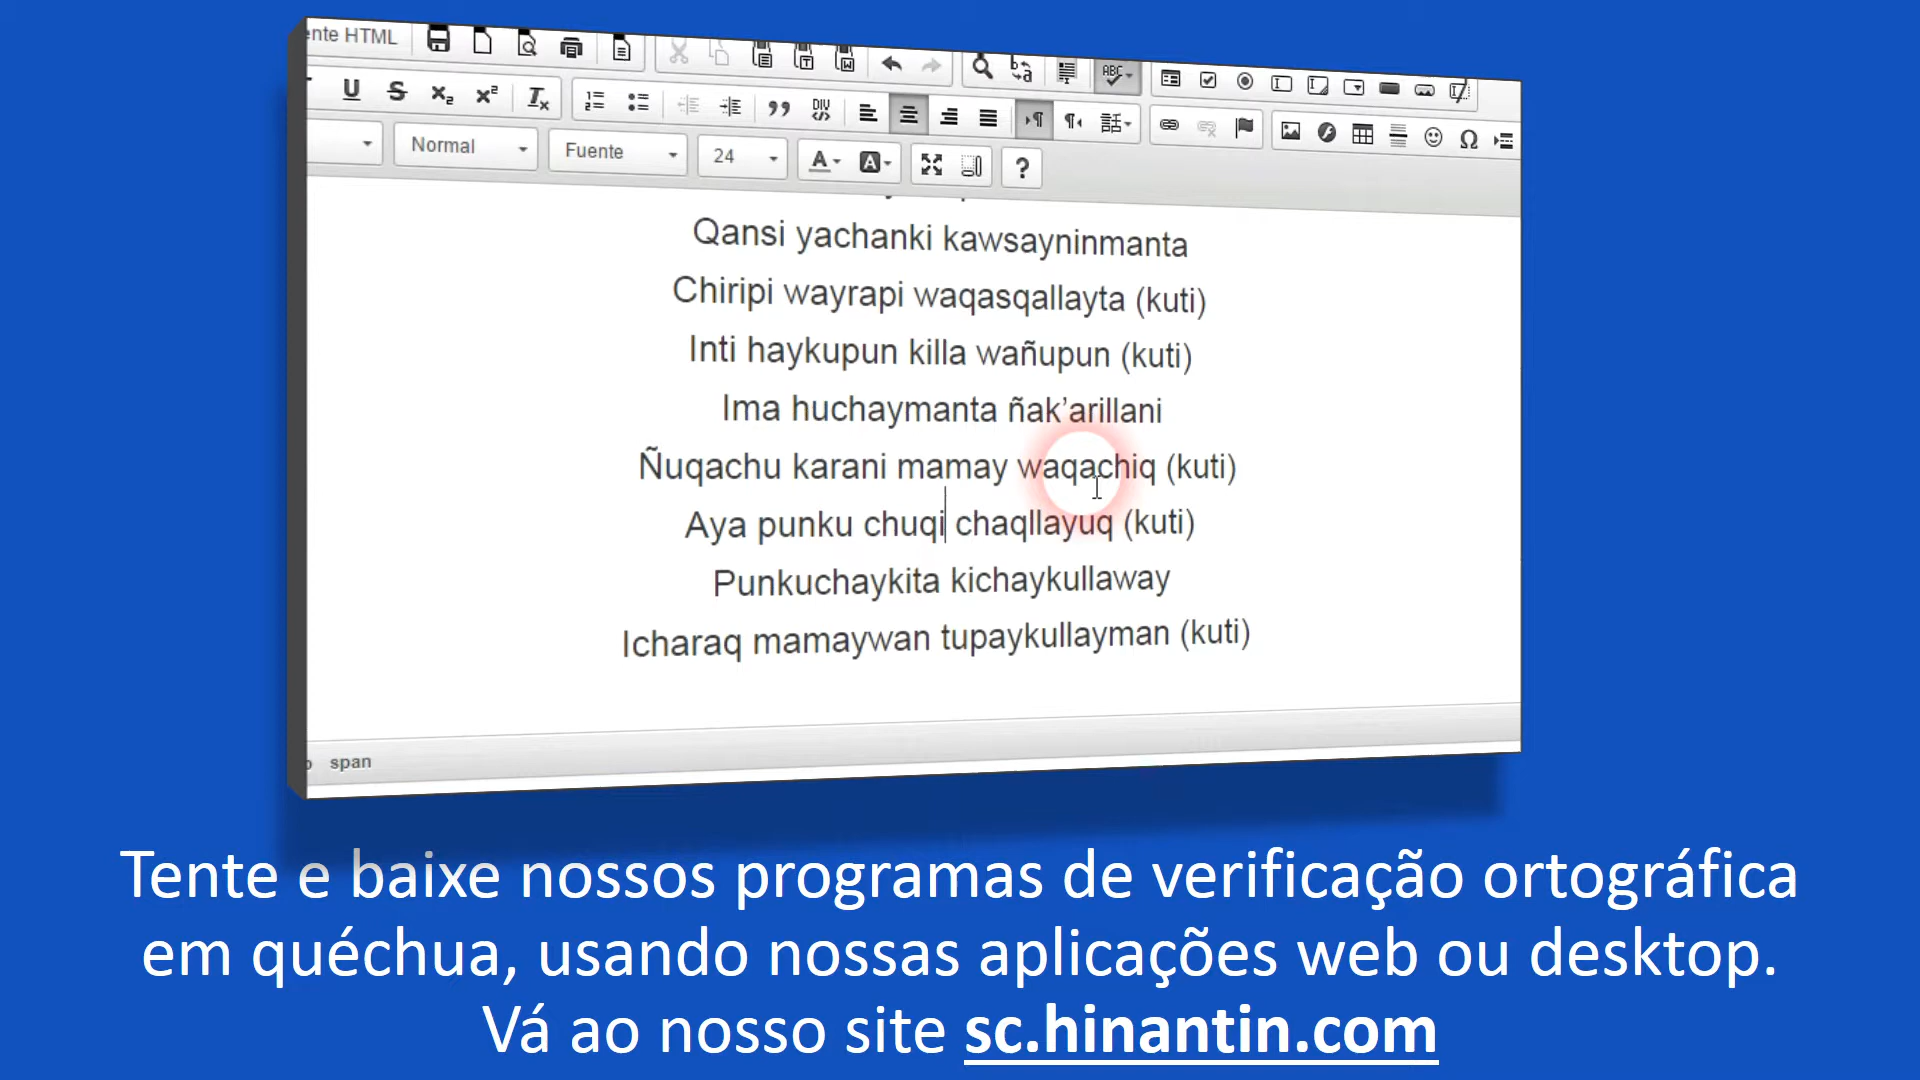 ente HTML
Normal Fuente 24
Qansi yachanki kawsayninmanta
Chiripi wayrapi waqasqallayta (kuti)
Inti haykupun killa wañupun (kuti)
Ima huchaymanta ñak’arillani
Ñuqachu karani mamay waqachiq (kuti)
Aya punku chuqi chaqllayuq (kuti)
Punkuchaykita kichaykullaway
Icharaq mamaywan tupaykullayman (kuti)
span
Tente e baixe nossos programas de verificação ortográfica
em quéchua, usando nossas aplicações web ou desktop.
Vá ao nosso site sc.hinantin.com